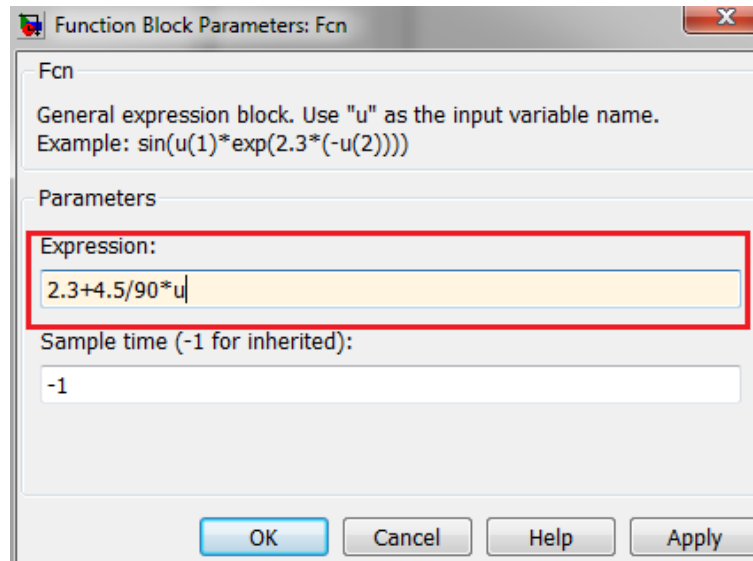 Function Block Parameters: Fcn
X
Fcn
General expression block. Use "u" as the input variable name.
Example: sin(u(1)*exp(2.3*(-u(2))))
Parameters
Expression:
2.3+4.5/90*u
Sample time (-1 for inherited):
-1
OK Cancel Help Apply